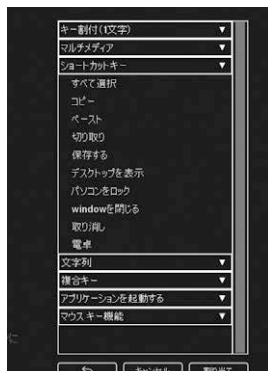 キー割付(1文字)
マルチメディア
ショートカットキー
すべて選択
コピー
ペースト
切り取り
保存する
デスクトップを表示
パソコンをロック
windowを閉じる
取り消し
電卓
文字列
複合キー
アプリケーションを起動する
マウス キー機能
に
キャンセル
割り当て